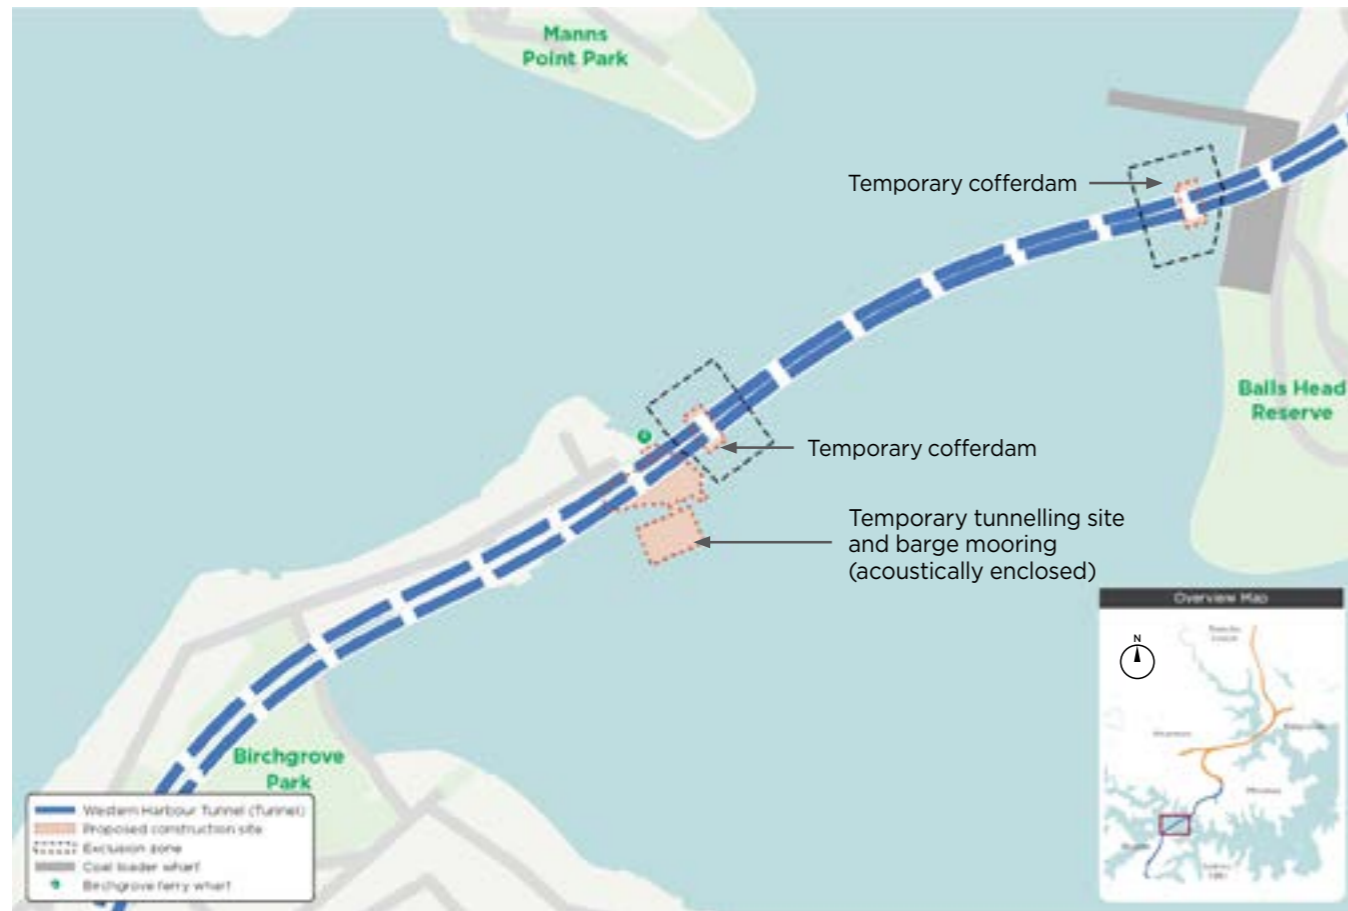 Manns
Point Park
Temporary cofferdam
Balls Head
Reserve
Temporary cofferdam
Temporary tunnelling site
and barge mooring
(acoustically enclosed)
Birchgrove
Park
Western Harbour Tunnel (Tunnel)
Proposed construction site
Exclusion zone
Coal loader wharf
Birchgrove ferry wharf
Overview Map
N